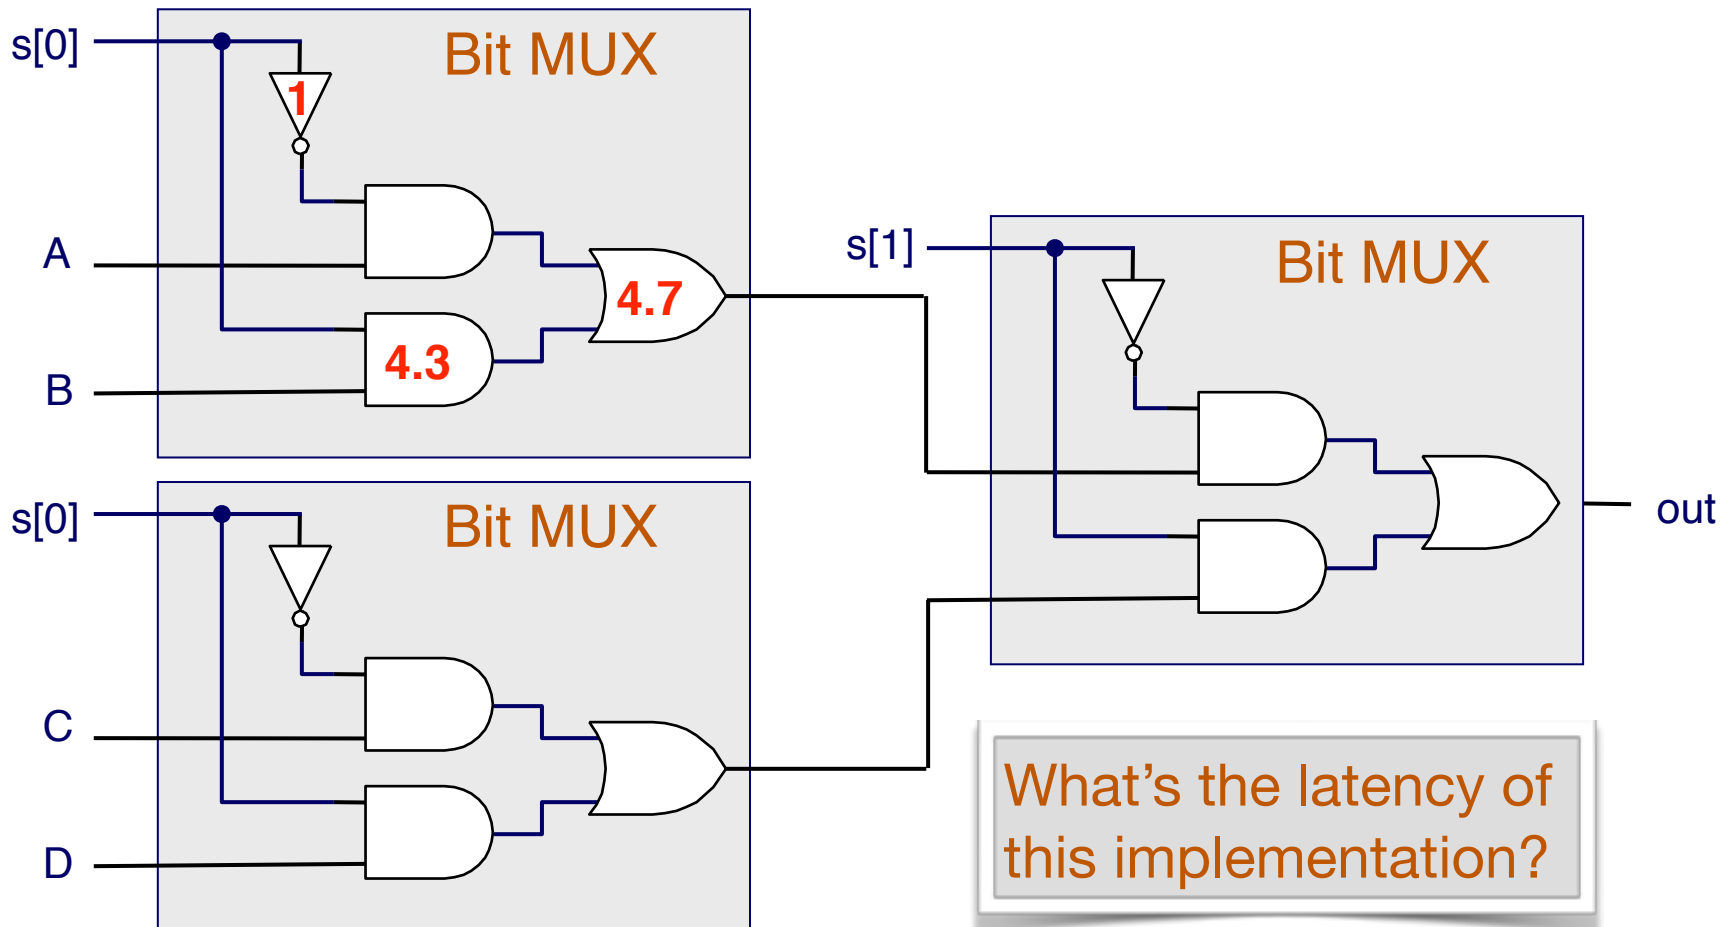 s[0]
Bit MUX
1
A
4.7
4.3
B
s[1]
Bit MUX
out
s[0]
Bit MUX
C
D
What's the latency of
this implementation?